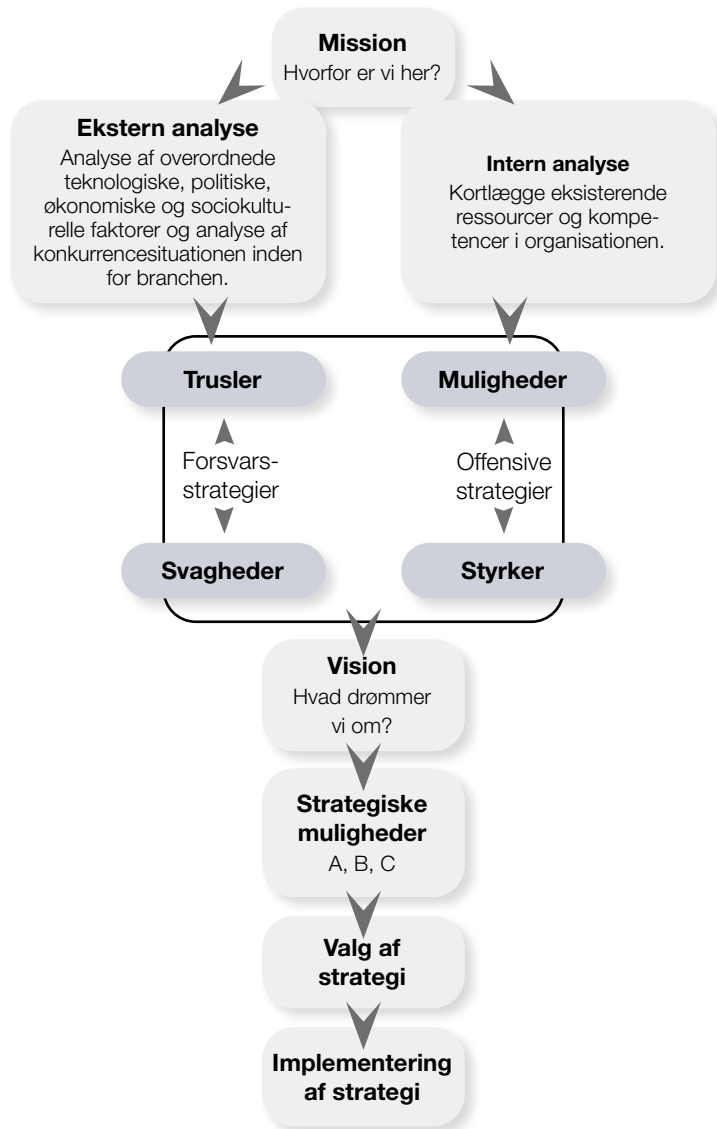 Mission
Hvorfor er vi her?
Ekstern analyse
Analyse af overordnede
teknologiske, politiske,
økonomiske og sociokultu-
relle faktorer og analyse af
konkurrencesituationen inden
for branchen.
Intern analyse
Kortlægge eksisterende
ressourcer og kompe-
tencer i organisationen.
Trusler
Muligheder
Forsvars-
strategier
Offensive
strategier
Svagheder
Styrker
Vision
Hvad drømmer
vi om?
Strategiske
muligheder
A, B, C
Valg af
strategi
Implementering
af strategi